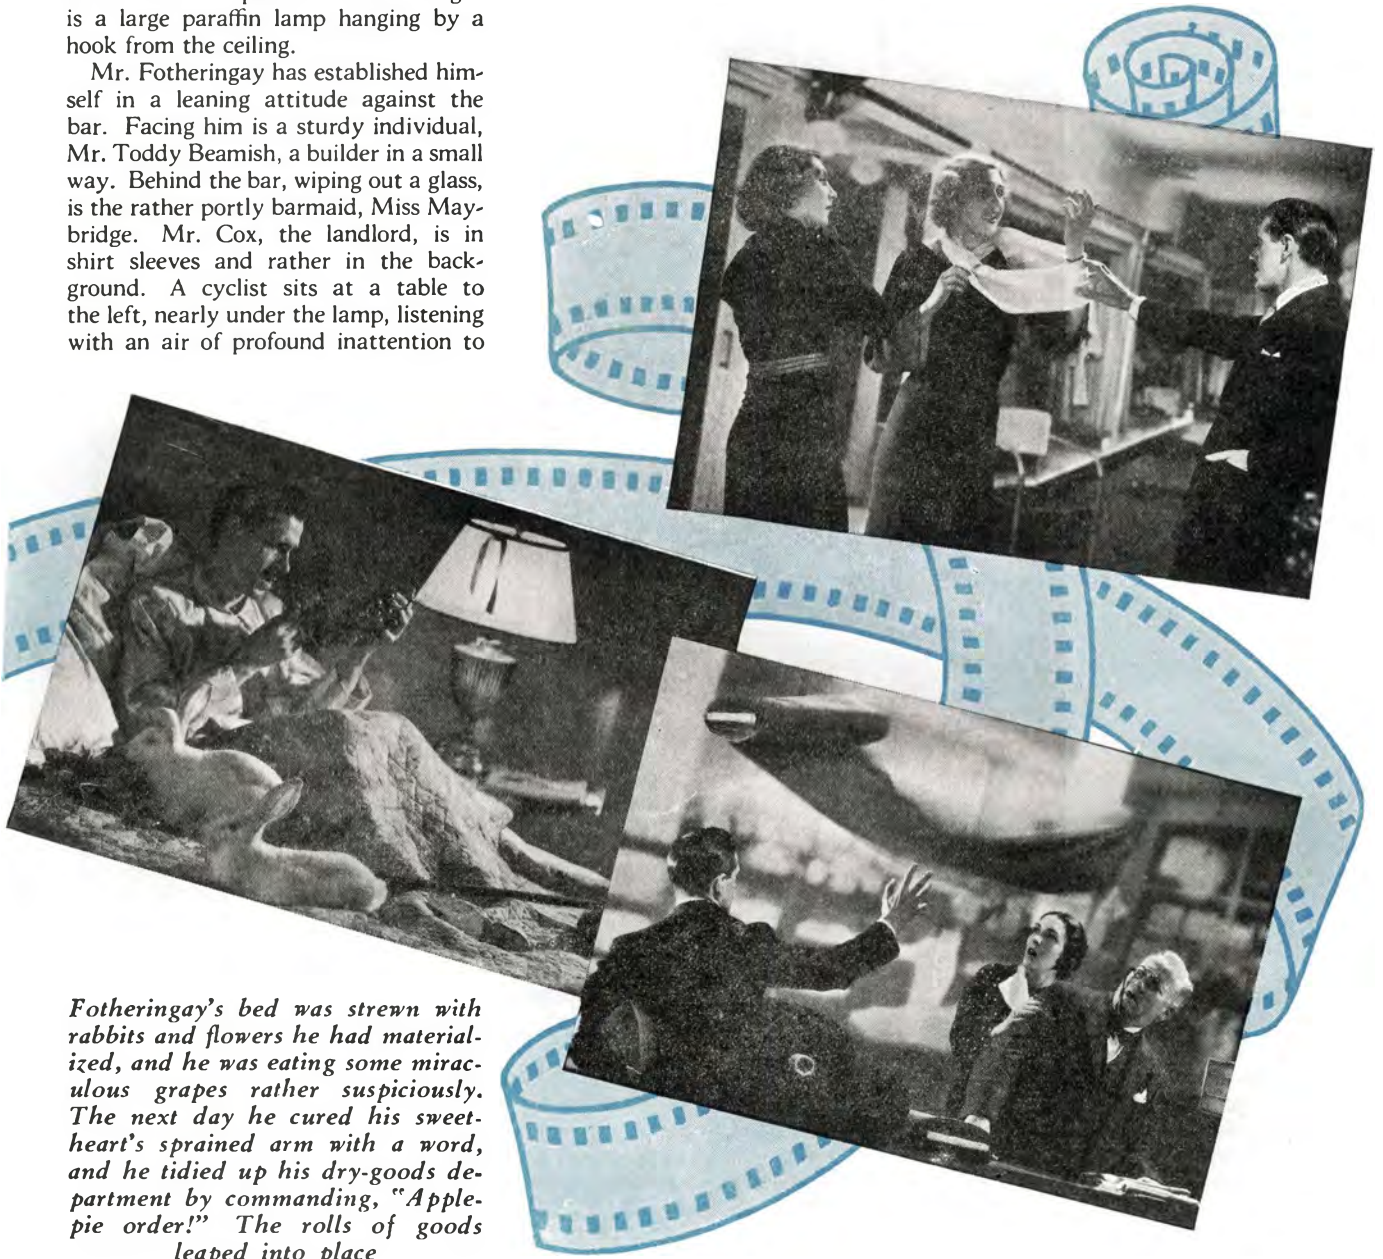 is a large paraffin lamp hanging by a
hook from the ceiling.
Mr. Fotheringay has established him-
self in a leaning attitude against the
bar. Facing him is a sturdy individual,
Mr. Toddy Beamish, a builder in a small
way. Behind the bar, wiping out a glass,
is the rather portly barmaid, Miss May-
bridge. Mr. Cox, the landlord, is in
shirt sleeves and rather in the back-
ground. A cyclist sits at a table to
the left, nearly under the lamp, listening
with an air of profound inattention to
Fotheringay's bed was strewn with
rabbits and flowers he had material-
ized, and he was eating some mirac-
ulous grapes rather suspiciously.
The next day he cured his sweet-
heart's sprained arm with a word,
and he tidied up his dry-goods de-
partment by commanding, "Apple-
pie order!" The rolls of goods
leaped into place